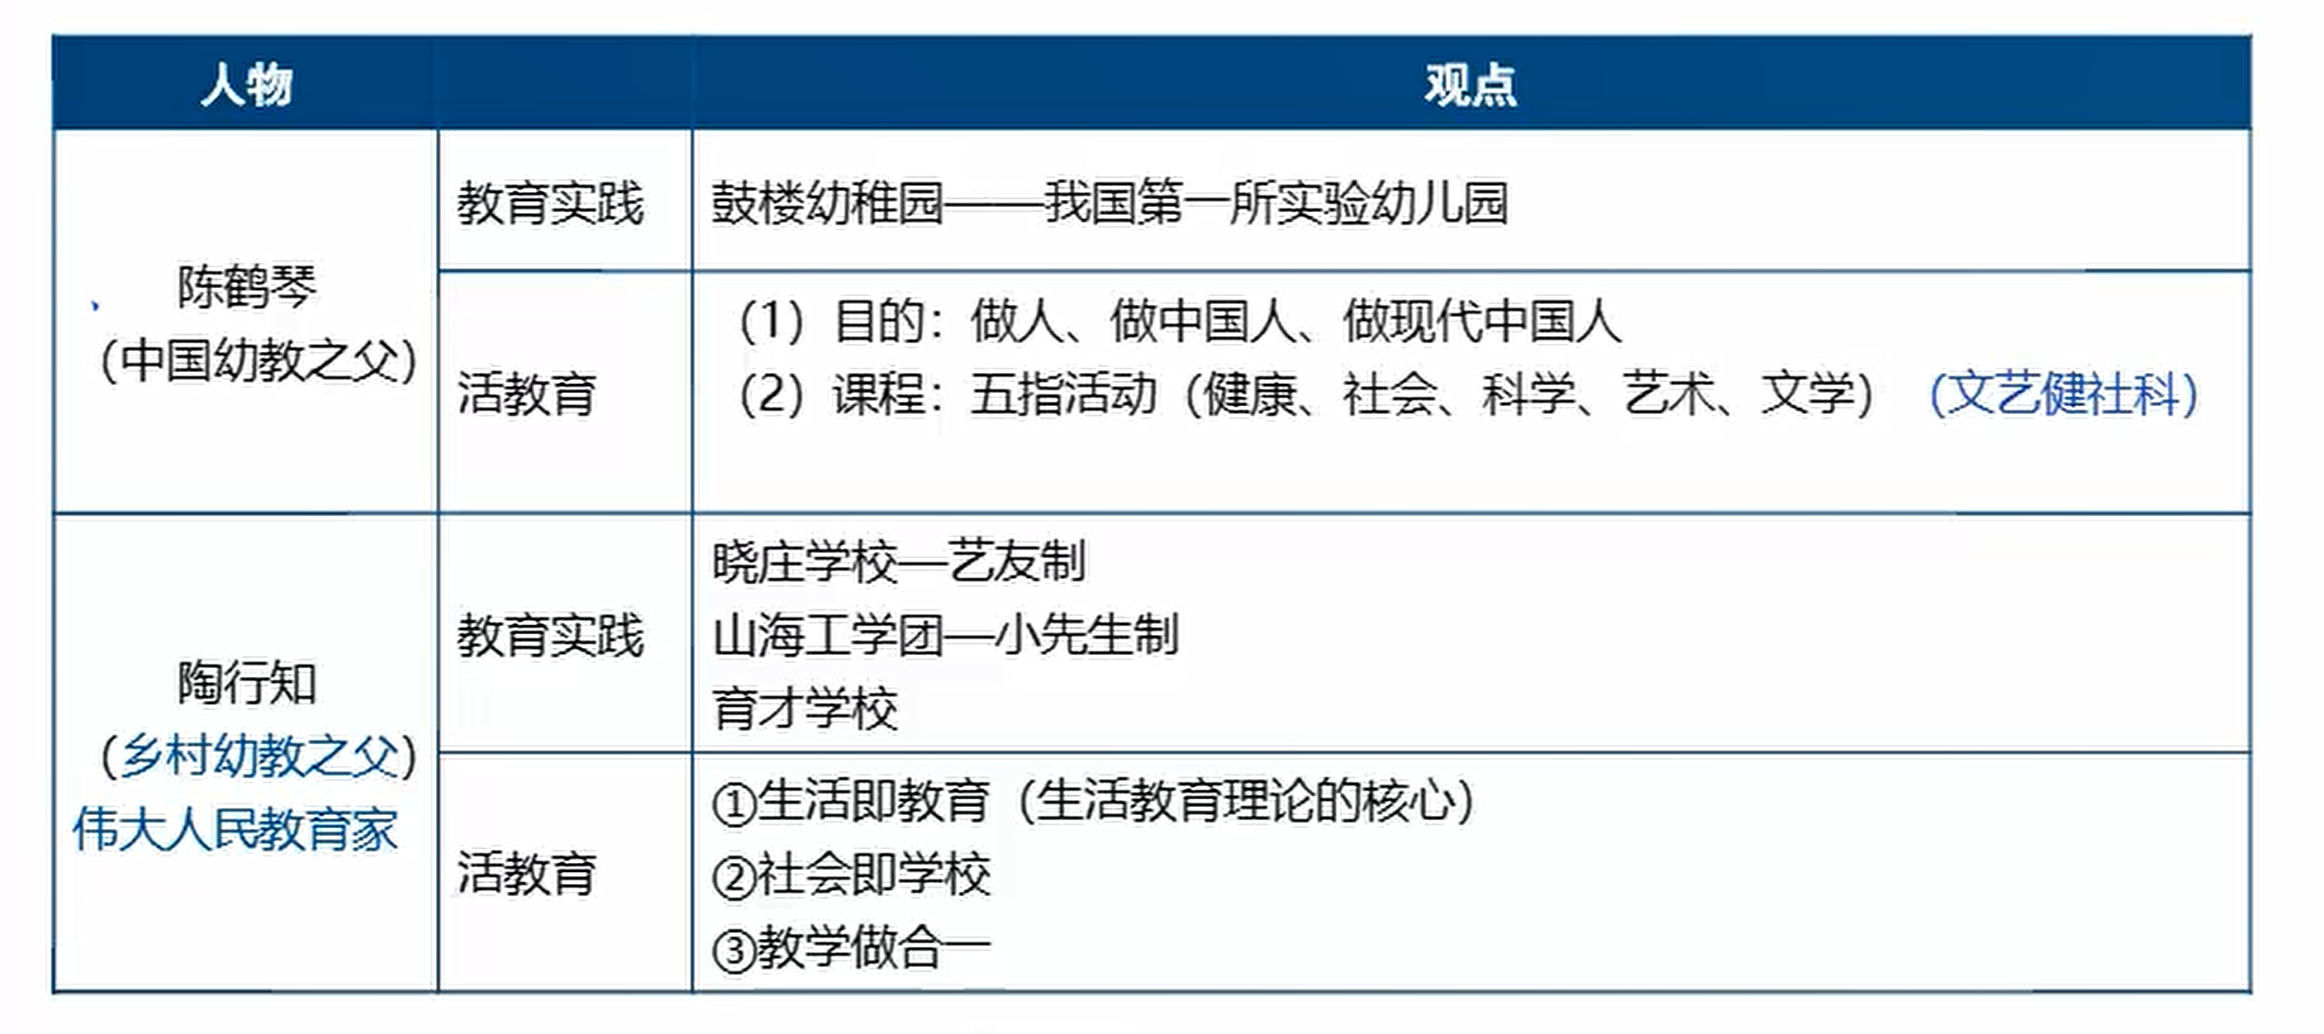 人物
观点
陈鹤琴
（中国幼教之父）
教育实践
鼓楼幼稚园——我国第一所实验幼儿园
活教育
（1）目的：做人、做中国人、做现代中国人
（2）课程：五指活动（健康、社会、科学、艺术、文学）（文艺健社科）
陶行知
（乡村幼教之父）
伟大人民教育家
教育实践
晓庄学校—艺友制
山海工学团—小先生制
育才学校
活教育
①生活即教育（生活教育理论的核心）
②社会即学校
③教学做合一